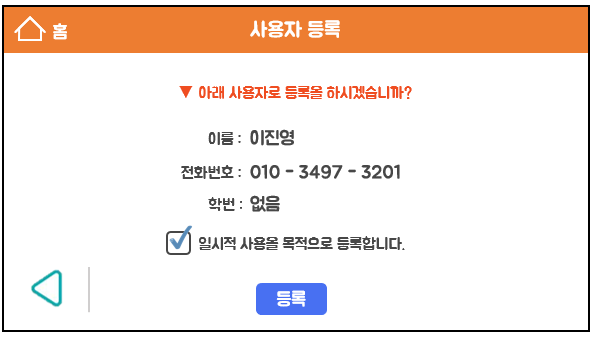 홈
사용자 등록
▼ 아래 사용자로 등록을 하시겠습니까?
이름 : 이진영
전화번호 : 010 - 3497 - 3201
학번 : 없음
일시적 사용을 목적으로 등록합니다.
등록